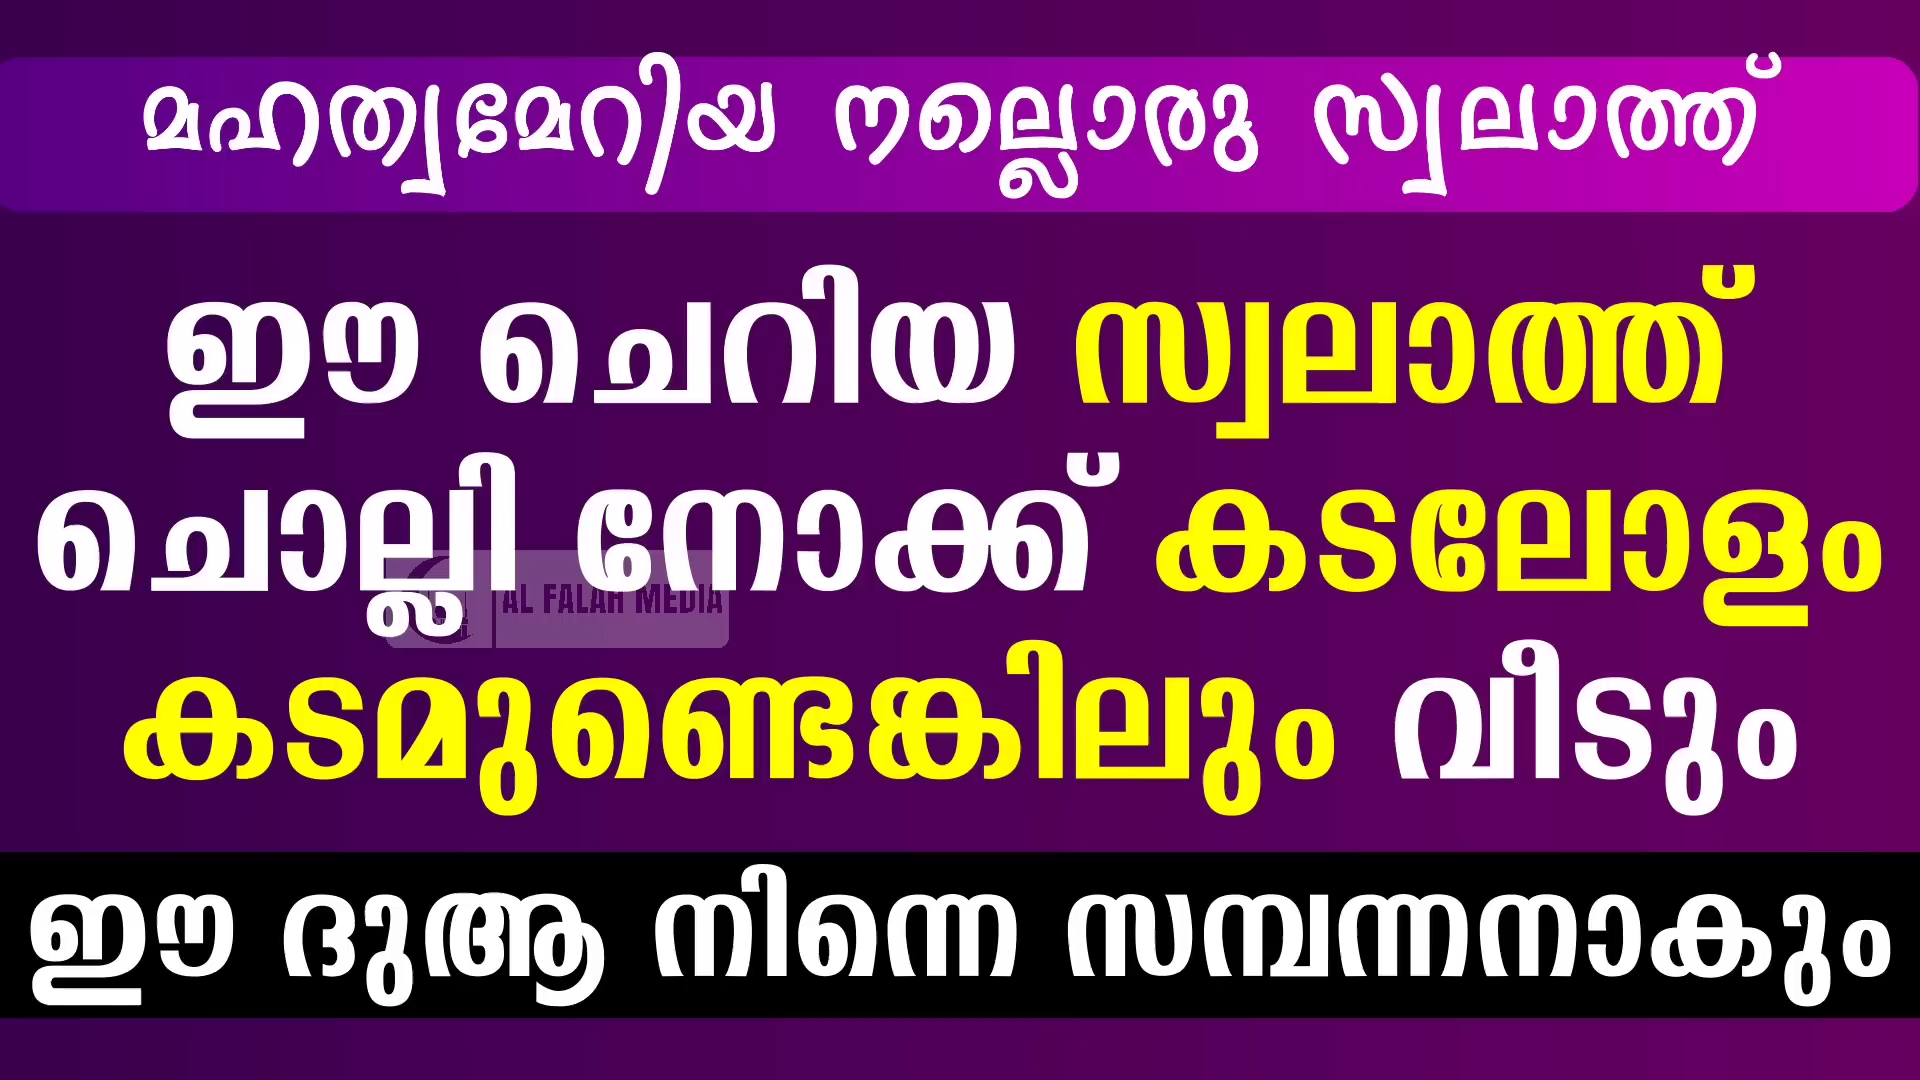 മഹത്വമേറിയ നല്ലൊരു സ്വലാത്ത്
ഈ ചെറിയ സ്വലാത്ത്
ചൊല്ലി നോക്ക് കടലോളം
AL FALAH MEDIA
കടമുണ്ടെങ്കിലും വീടും
ഈ ദുആ നിന്നെ സമ്പന്നനാകും